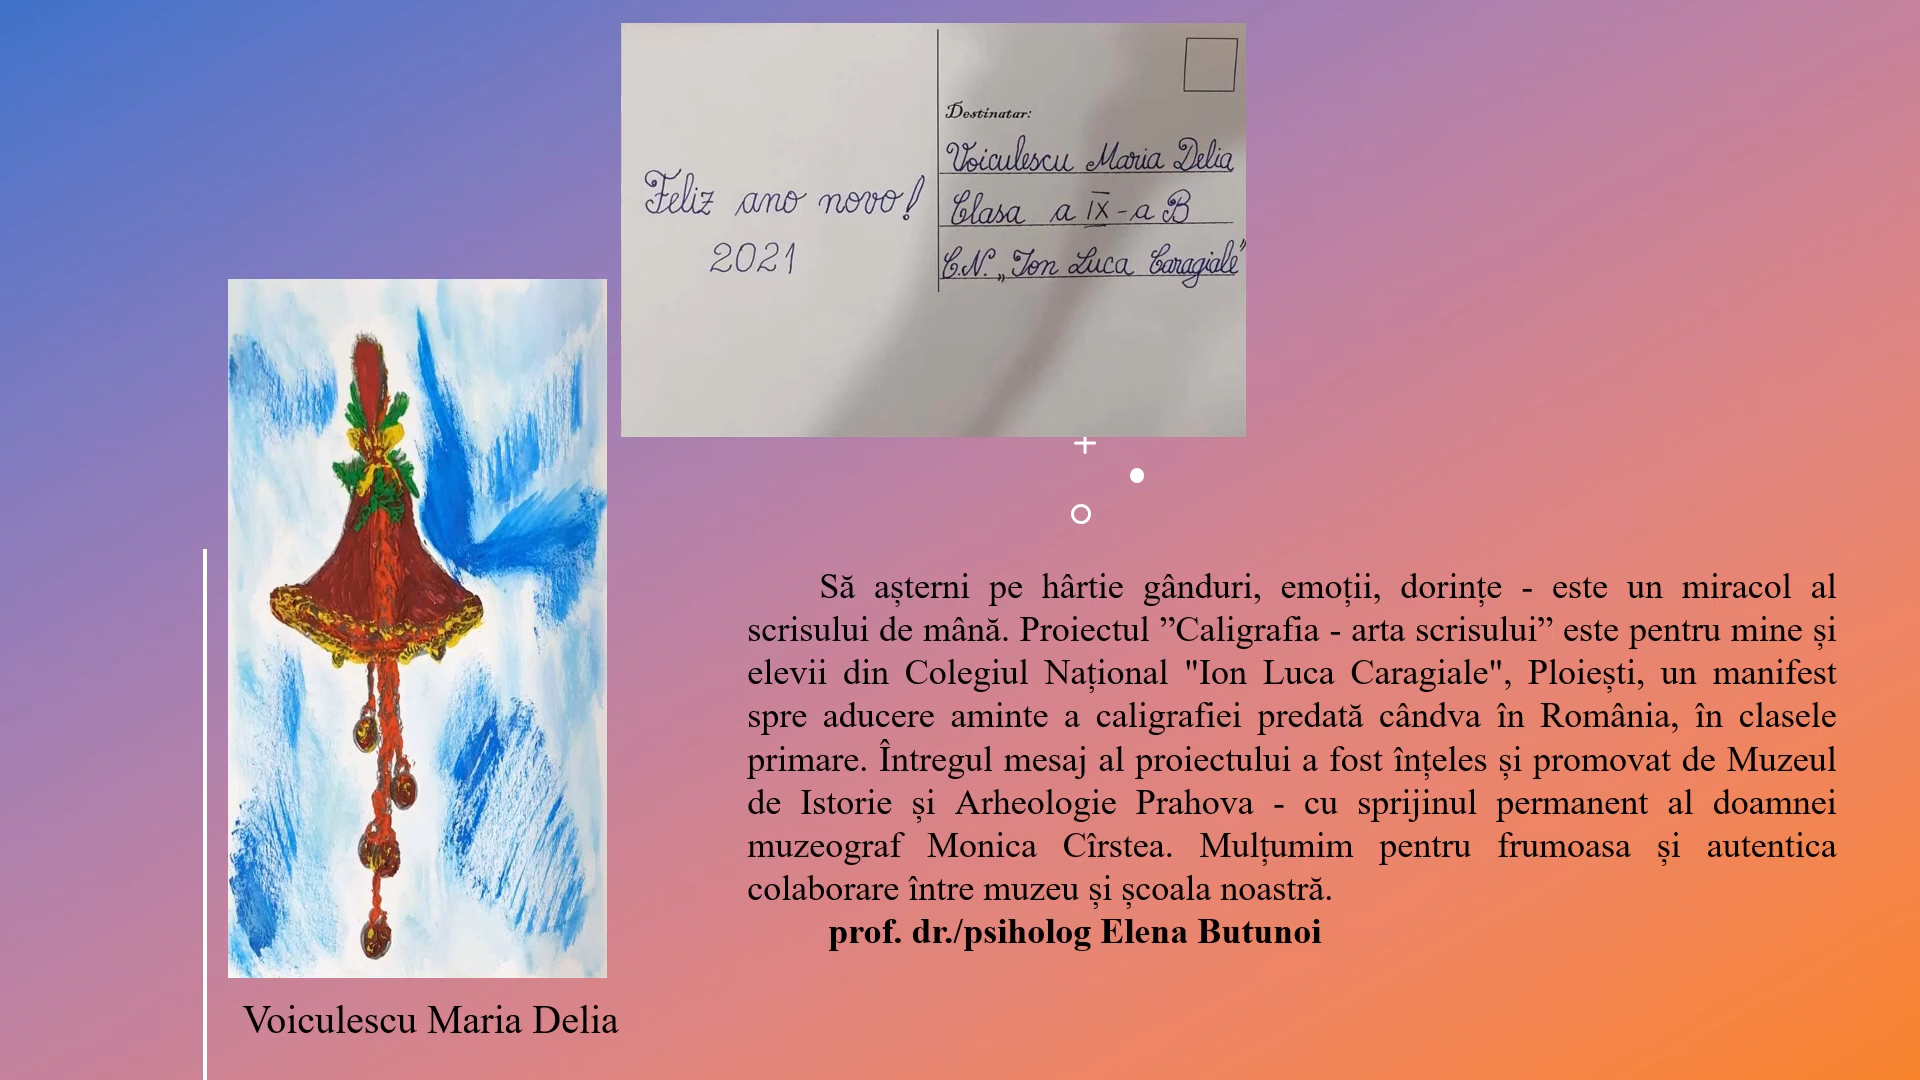 Feliz ano novo!
2021
Destinatar:
Voiculescu Maria Delia
Clasa a IX-a B
C.N. „Ion Luca Caragiale”
Să așterni pe hârtie gânduri, emoții, dorințe - este un miracol al
scrisului de mână. Proiectul ”Caligrafia - arta scrisului” este pentru mine și
elevii din Colegiul Național "Ion Luca Caragiale", Ploiești, un manifest
spre aducere aminte a caligrafiei predată cândva în România, în clasele
primare. Întregul mesaj al proiectului a fost înțeles și promovat de Muzeul
de Istorie și Arheologie Prahova - cu sprijinul permanent al doamnei
muzeograf Monica Cîrstea. Mulțumim pentru frumoasa și autentica
colaborare între muzeu și școala noastră.
prof. dr./psiholog Elena Butunoi
Voiculescu Maria Delia